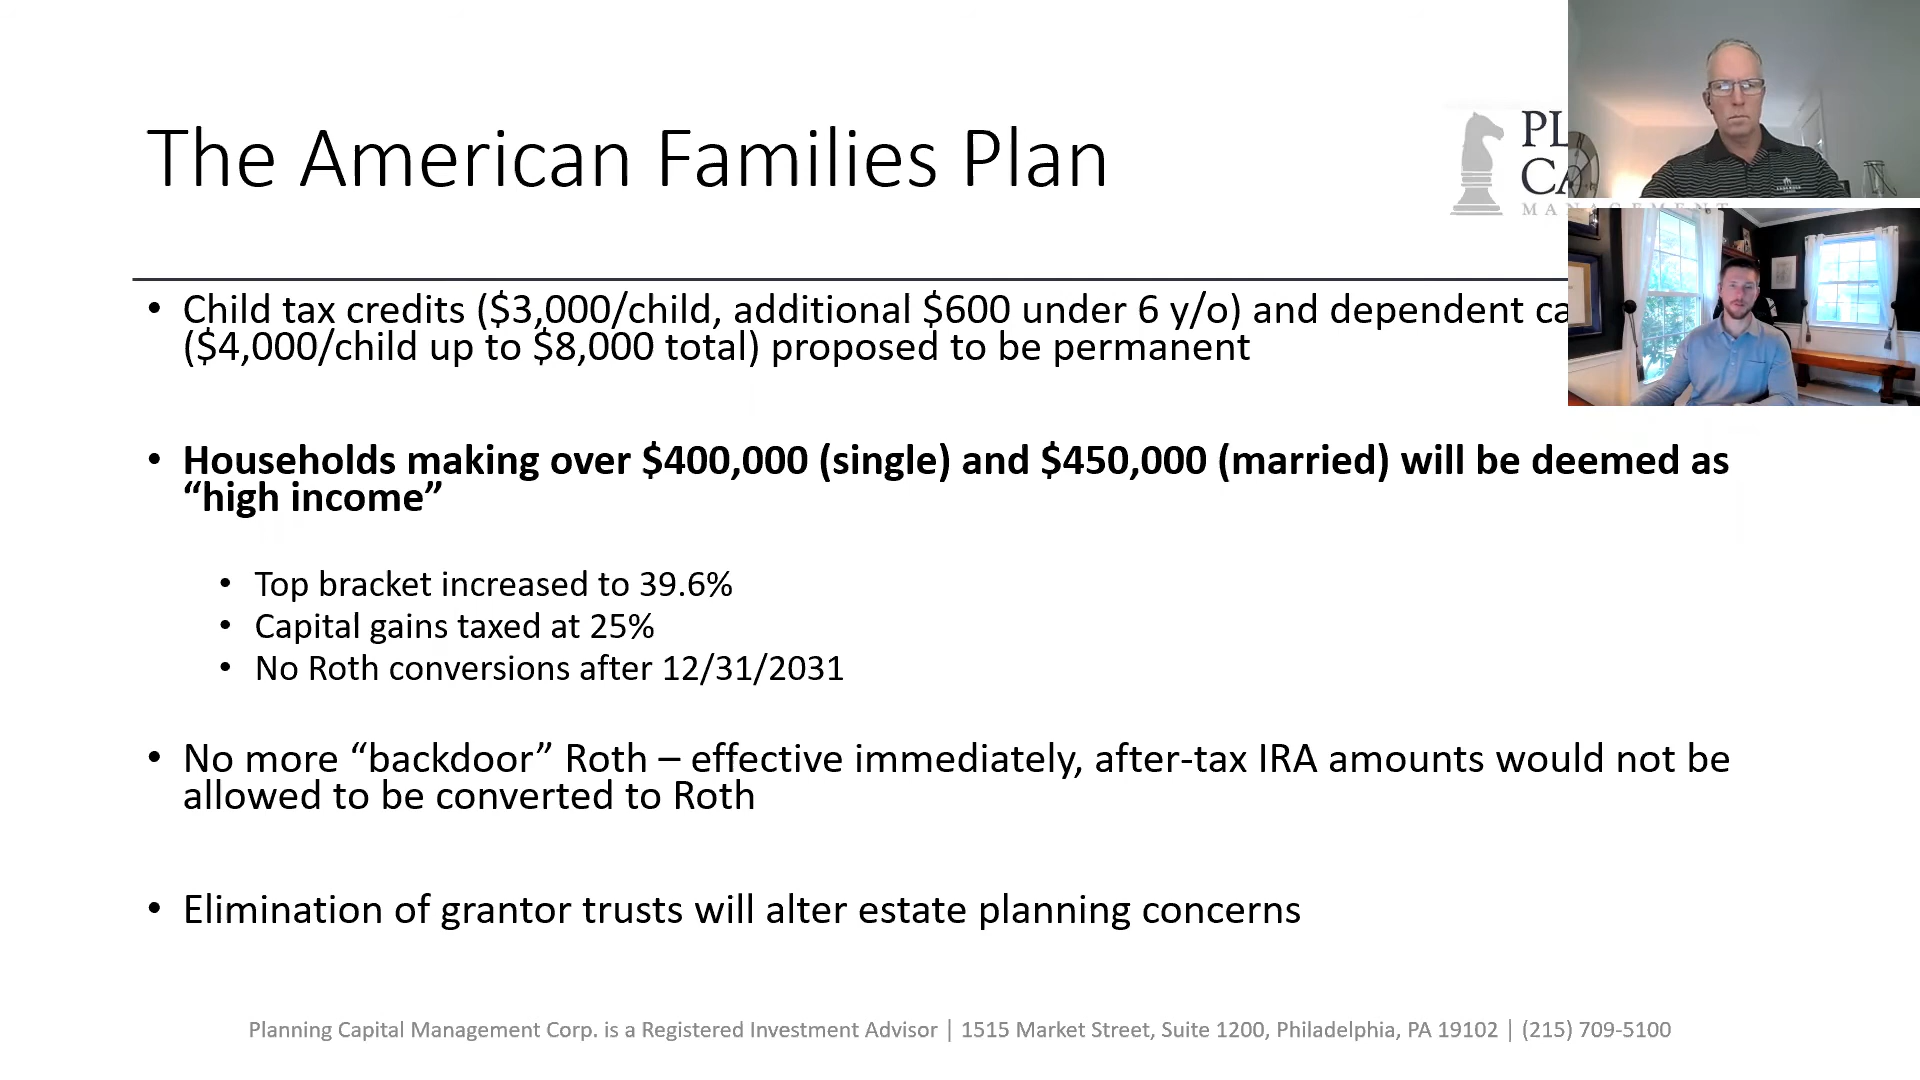 The American Families Plan
MANAGEMENT
• Child tax credits ($3,000/child, additional $600 under 6 y/o) and dependent
($4,000/child up to $8,000 total) proposed to be permanent
• Households making over $400,000 (single) and $450,000 (married) will be deemed as
“high income”
• Top bracket increased to 39.6%
• Capital gains taxed at 25%
• No Roth conversions after 12/31/2031
• No more “backdoor” Roth – effective immediately, after-tax IRA amounts would not be
allowed to be converted to Roth
• Elimination of grantor trusts will alter estate planning concerns
Planning Capital Management Corp. is a Registered Investment Advisor | 1515 Market Street, Suite 1200, Philadelphia, PA 19102 | (215) 709-5100